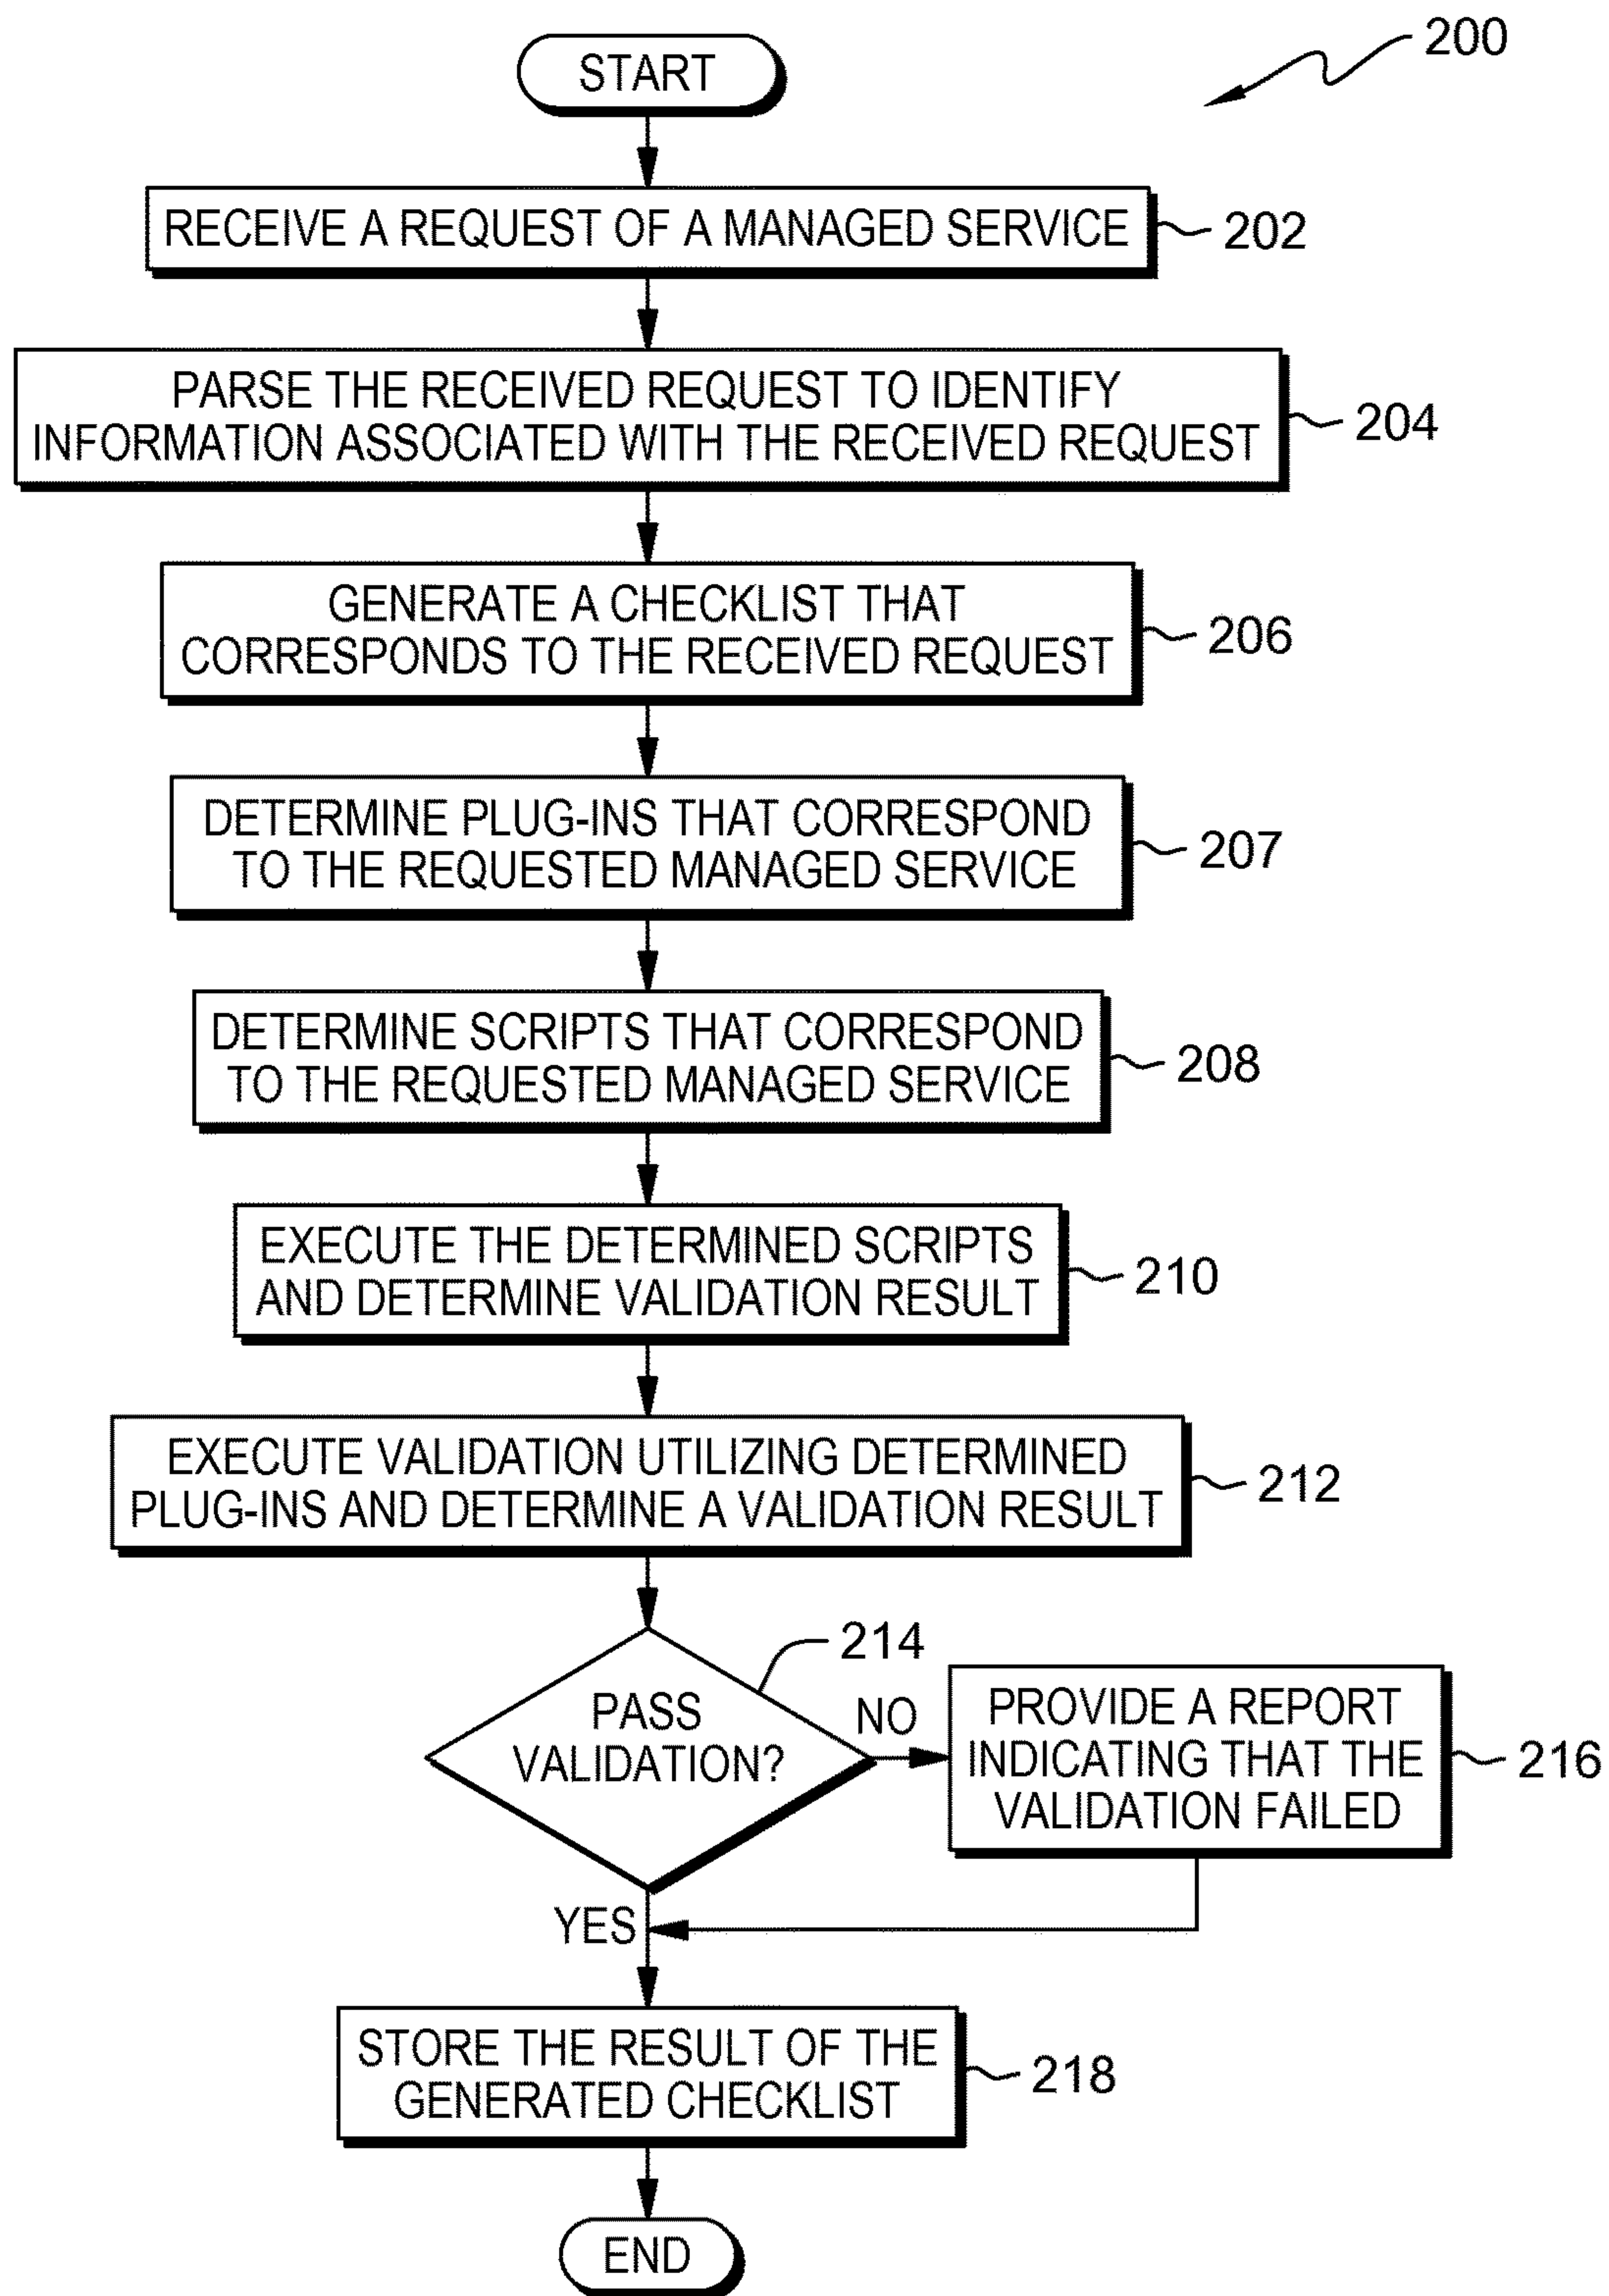 200
START
RECEIVE A REQUEST OF A MANAGED SERVICE
202
PARSE THE RECEIVED REQUEST TO IDENTIFY
INFORMATION ASSOCIATED WITH THE RECEIVED REQUEST
204
GENERATE A CHECKLIST THAT
CORRESPONDS TO THE RECEIVED REQUEST
206
DETERMINE PLUG-INS THAT CORRESPOND
TO THE REQUESTED MANAGED SERVICE
207
DETERMINE SCRIPTS THAT CORRESPOND
TO THE REQUESTED MANAGED SERVICE
208
EXECUTE THE DETERMINED SCRIPTS
AND DETERMINE VALIDATION RESULT
210
EXECUTE VALIDATION UTILIZING DETERMINED
PLUG-INS AND DETERMINE A VALIDATION RESULT
212
214
PASS
VALIDATION?
NO
PROVIDE A REPORT
INDICATING THAT THE
VALIDATION FAILED
216
YES
STORE THE RESULT OF THE
GENERATED CHECKLIST
218
END